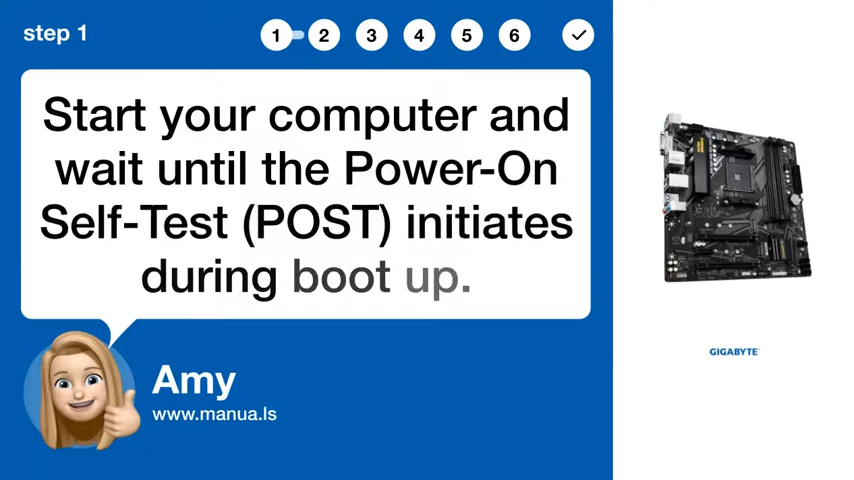 step 1
1 2 3 4 5 6
Start your computer and
wait until the Power-On
Self-Test (POST) initiates
during boot up.
Amy
www.manua.ls
GIGABYTE™